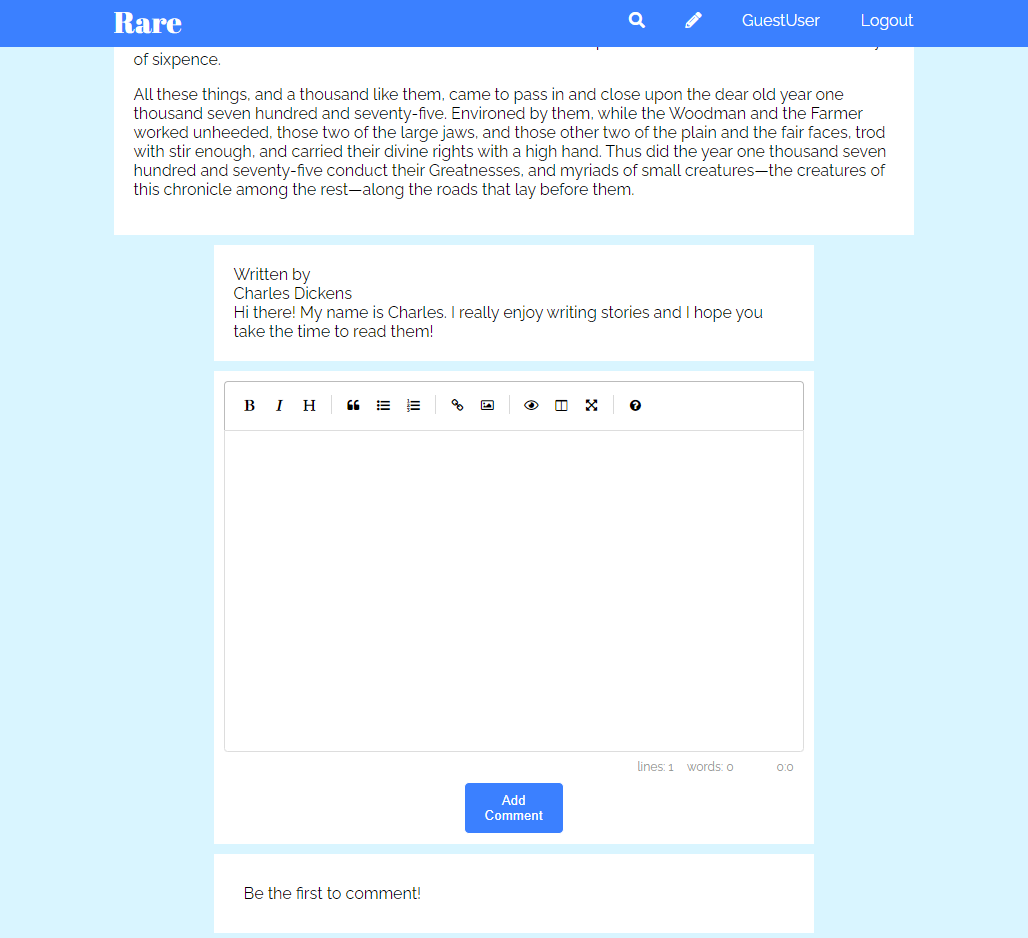 Rare
GuestUser
Logout
of sixpence.
All these things, and a thousand like them, came to pass in and close upon the dear old year one
thousand seven hundred and seventy-five. Environed by them, while the Woodman and the Farmer
worked unheeded, those two of the large jaws, and those other two of the plain and the fair faces, trod
with stir enough, and carried their divine rights with a high hand. Thus did the year one thousand seven
hundred and seventy-five conduct their Greatnesses, and myriads of small creatures—the creatures of
this chronicle among the rest—along the roads that lay before them.
Written by
Charles Dickens
Hi there! My name is Charles. I really enjoy writing stories and I hope you
take the time to read them!
B I H
lines: 1 words: 0 0:0
Add
Comment
Be the first to comment!